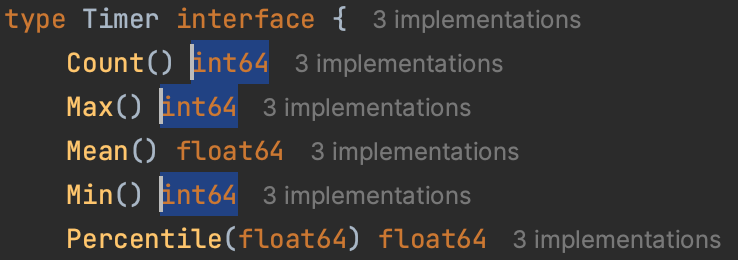 type Timer interface { 3 implementations
Count() int64 3 implementations
Max() int64 3 implementations
Mean() float64 3 implementations
Min() int64 3 implementations
Percentile(float64) float64 3 implementations